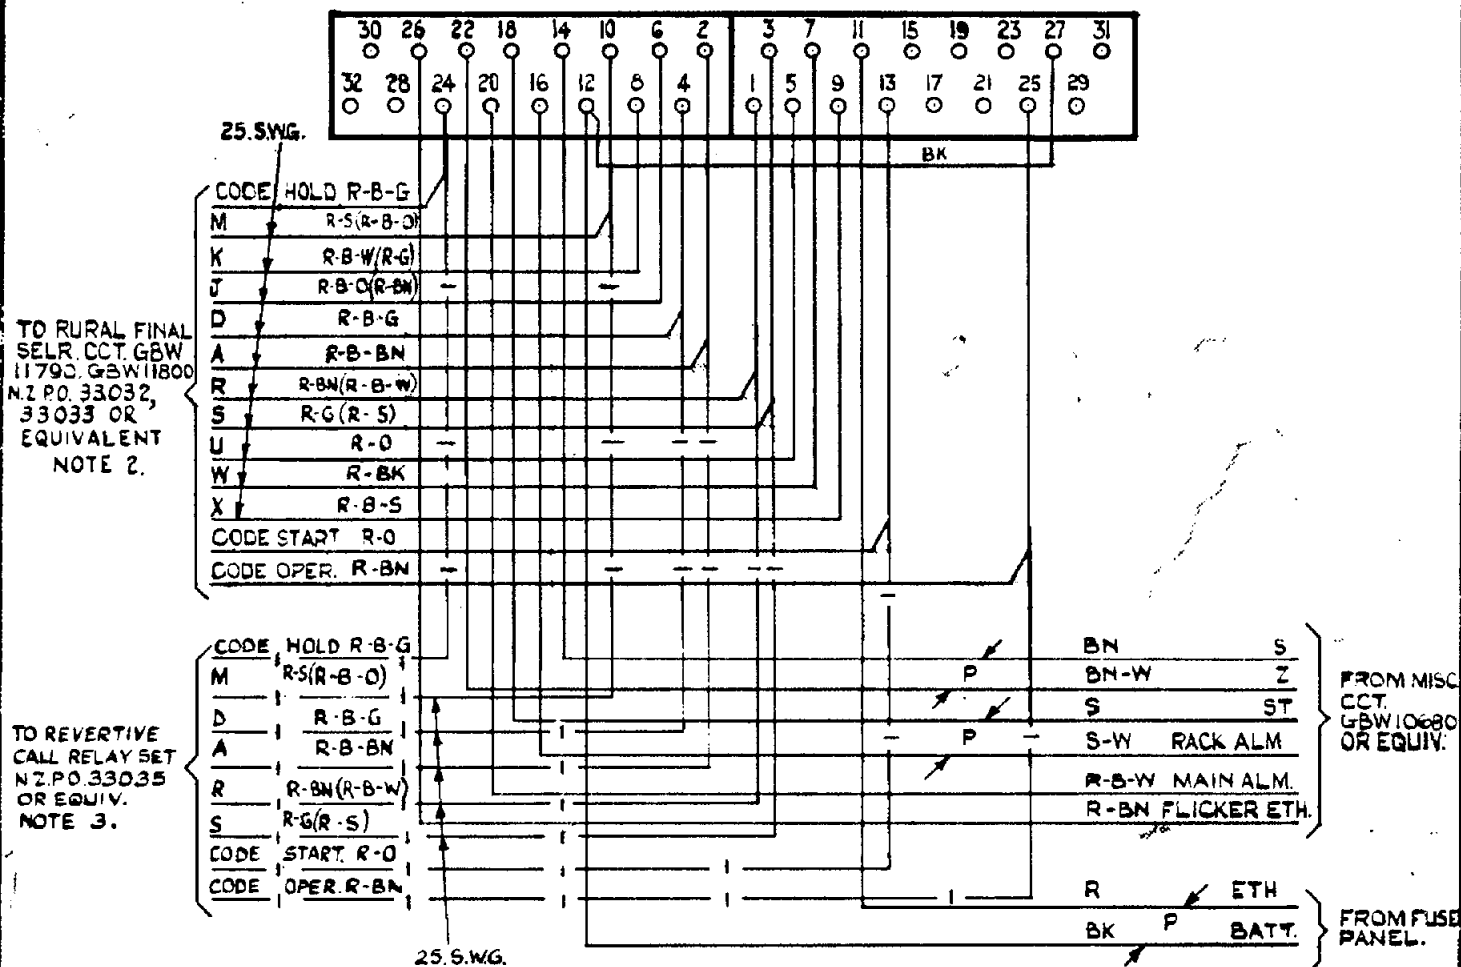 30 26 22 18 14 10 6 2 3 7 11 15 19 23 27 31
32 28 24 20 16 12 8 4 1 5 9 13 17 21 25 29
25.S.W.G.
BK
CODE HOLD R-B-G
M R-S(R-B-O)
K R-B-W(R-G)
J R-B-O(R-BN)
D R-B-G
A R-B-BN
R R-BN(R-B-W)
S R-G(R-S)
U R-O
W R-BK
X R-B-S
CODE START R-O
CODE OPER. R-BN
TO RURAL FINAL
SELR. CCT. GBW
11790. GBW11800
N.Z.P.O. 33032,
33033 OR
EQUIVALENT
NOTE 2.
CODE HOLD R-B-G
M R-S(R-B-O)
D R-B-G
A R-B-BN
R R-BN(R-B-W)
S R-G(R-S)
CODE START. R-O
CODE OPER. R-BN
TO REVERTIVE
CALL RELAY SET
N.Z.P.O.33035
OR EQUIV.
NOTE 3.
25.S.W.G.
BN S
P BN-W Z
S ST
P S-W RACK ALM
R-B-W MAIN ALM.
R-BN FLICKER ETH.
FROM MISC
CCT.
GBW10680
OR EQUIV.
R ETH
P
BK BATT.
FROM FUSE
PANEL.